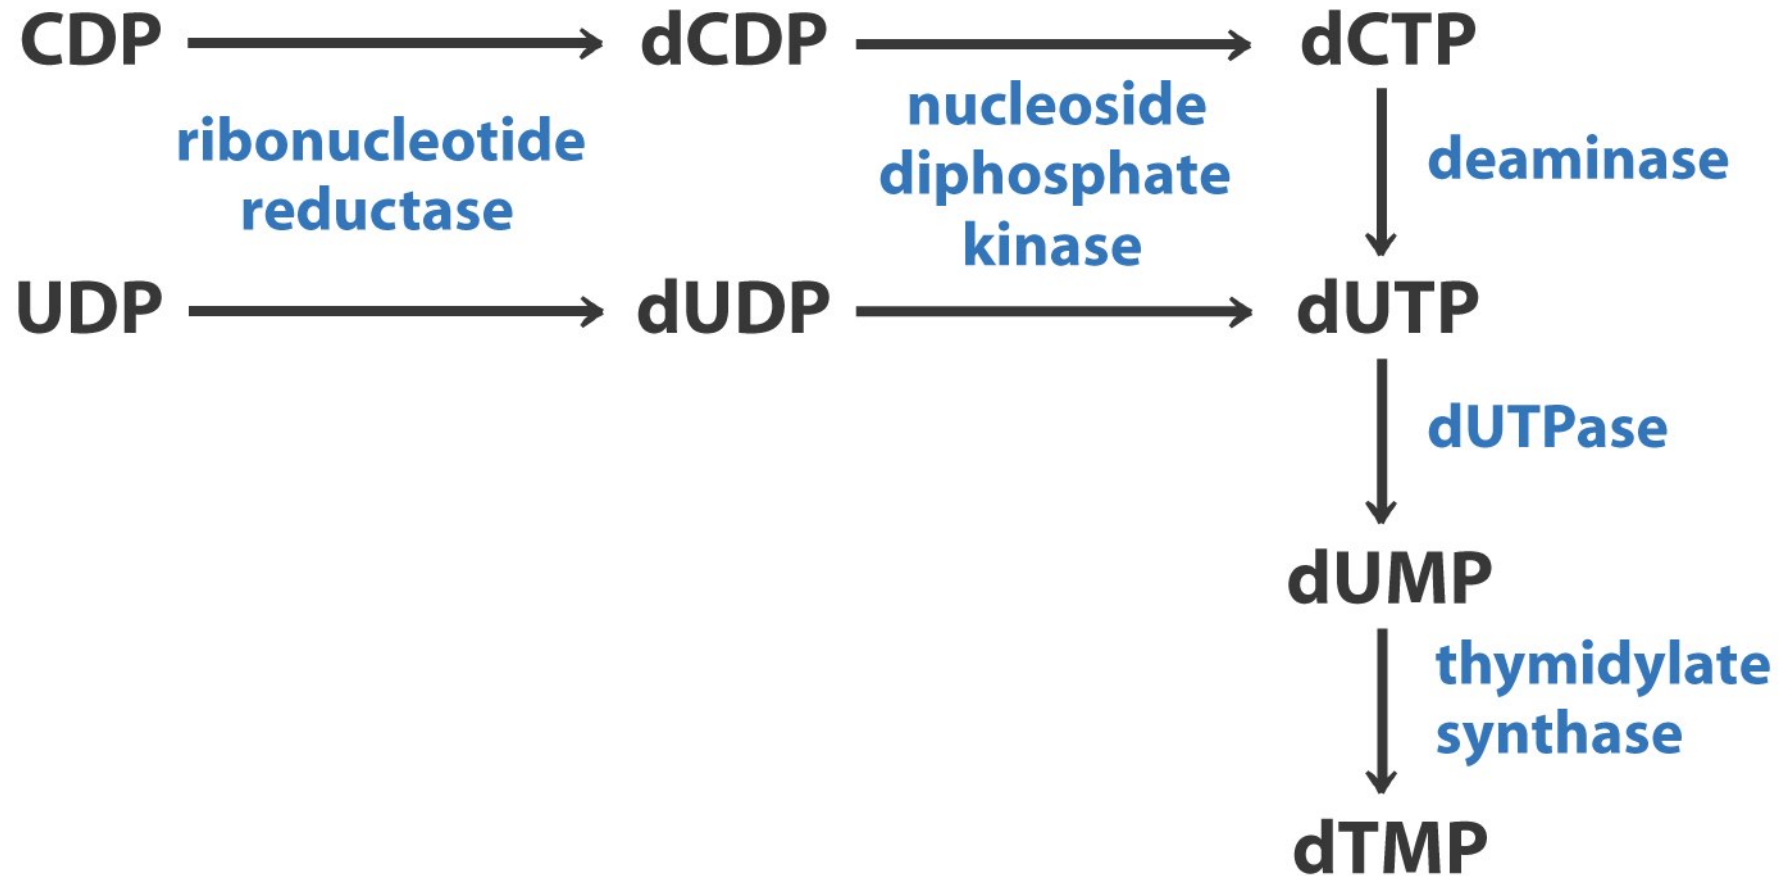 CDP
dCDP
dCTP
ribonucleotide
reductase
nucleoside
diphosphate
kinase
deaminase
UDP
dUDP
dUTP
dUTPase
dUMP
thymidylate
synthase
dTMP